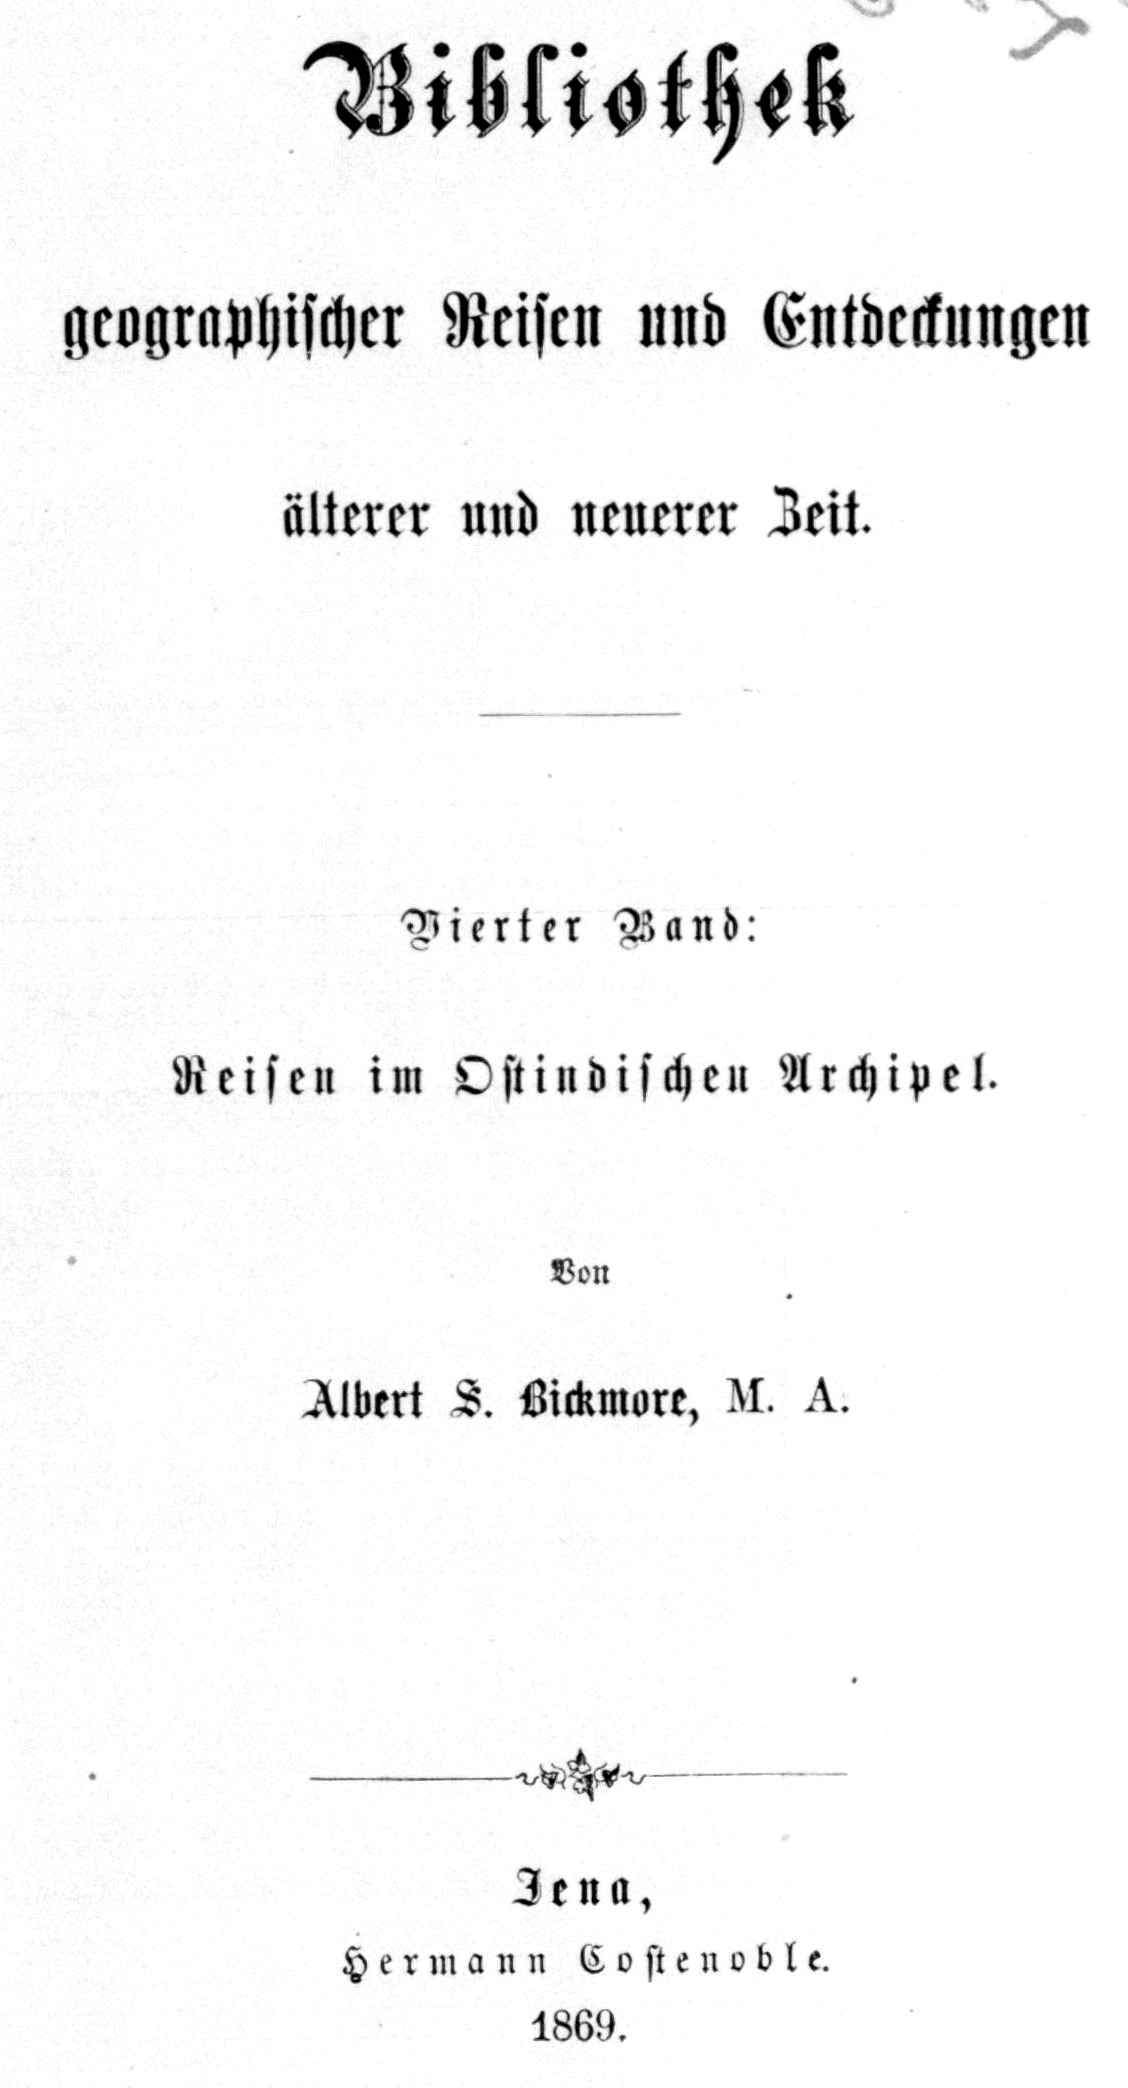 Bibliothek
geographiſcher Reiſen und Entdeckungen
älterer und neuerer Zeit.
Vierter Band:
Reiſen im Oſtindiſchen Archipel.
Von
Albert S. Bickmore, M. A.
Jena,
Hermann Coſtenoble.
1869.